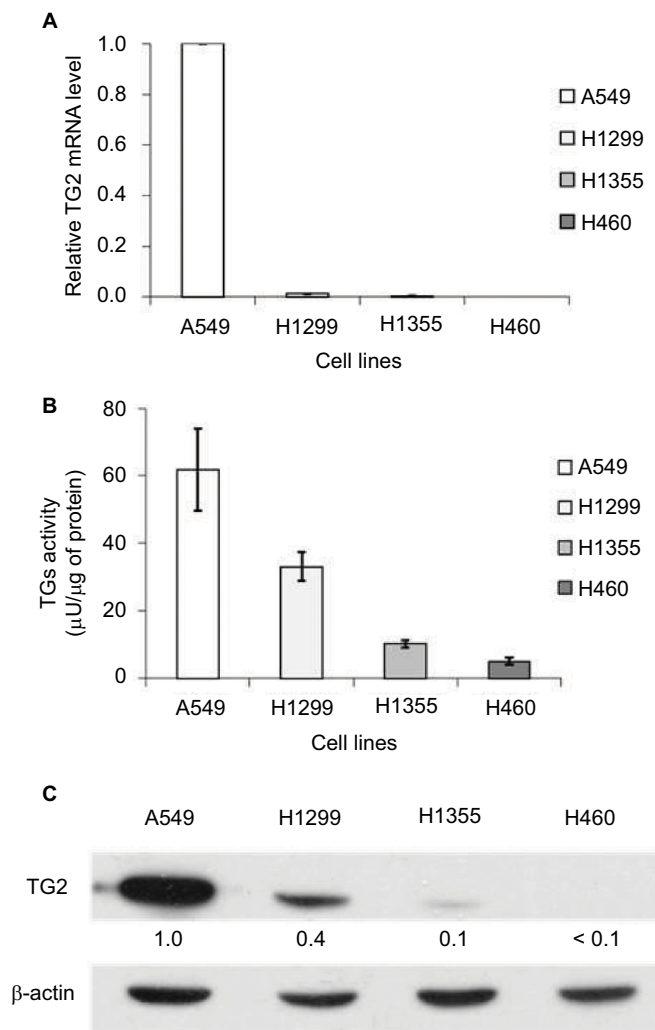 A
Relative TG2 mRNA level
1.0
0.8
0.6
0.4
0.2
0.0
A549
H1299
H1355
H460
Cell lines
A549
H1299
H1355
H460
B
TGs activity
(μU/μg of protein)
80
60
40
20
0
A549
H1299
H1355
H460
Cell lines
A549
H1299
H1355
H460
C
A549 H1299 H1355 H460
TG2
1.0 0.4 0.1 < 0.1
β-actin